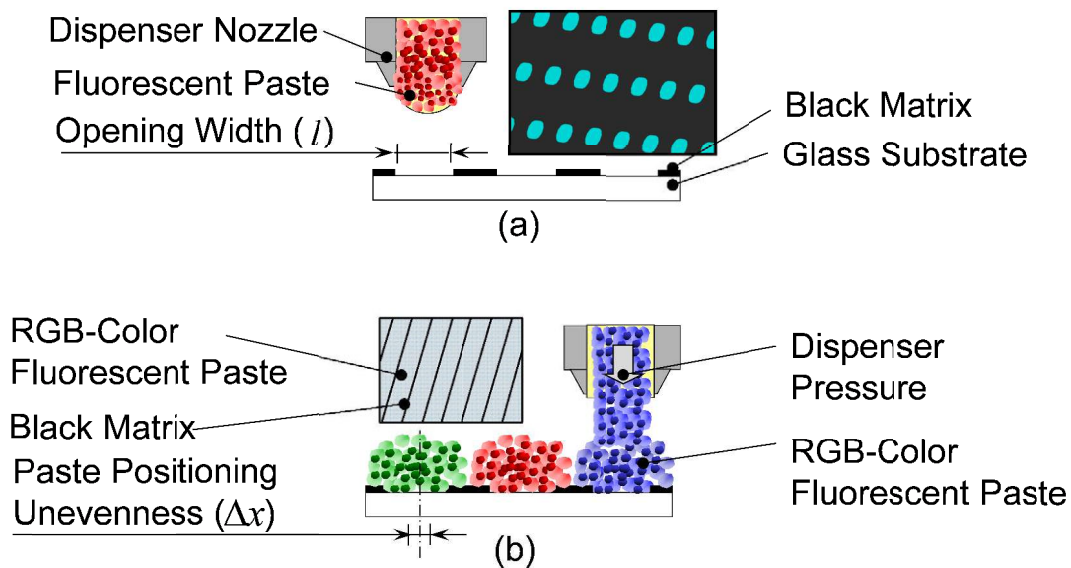 Dispenser Nozzle
Fluorescent Paste
Opening Width (l)
Black Matrix
Glass Substrate
(a)
RGB-Color
Fluorescent Paste
Black Matrix
Paste Positioning
Unevenness (Δx)
Dispenser
Pressure
RGB-Color
Fluorescent Paste
(b)